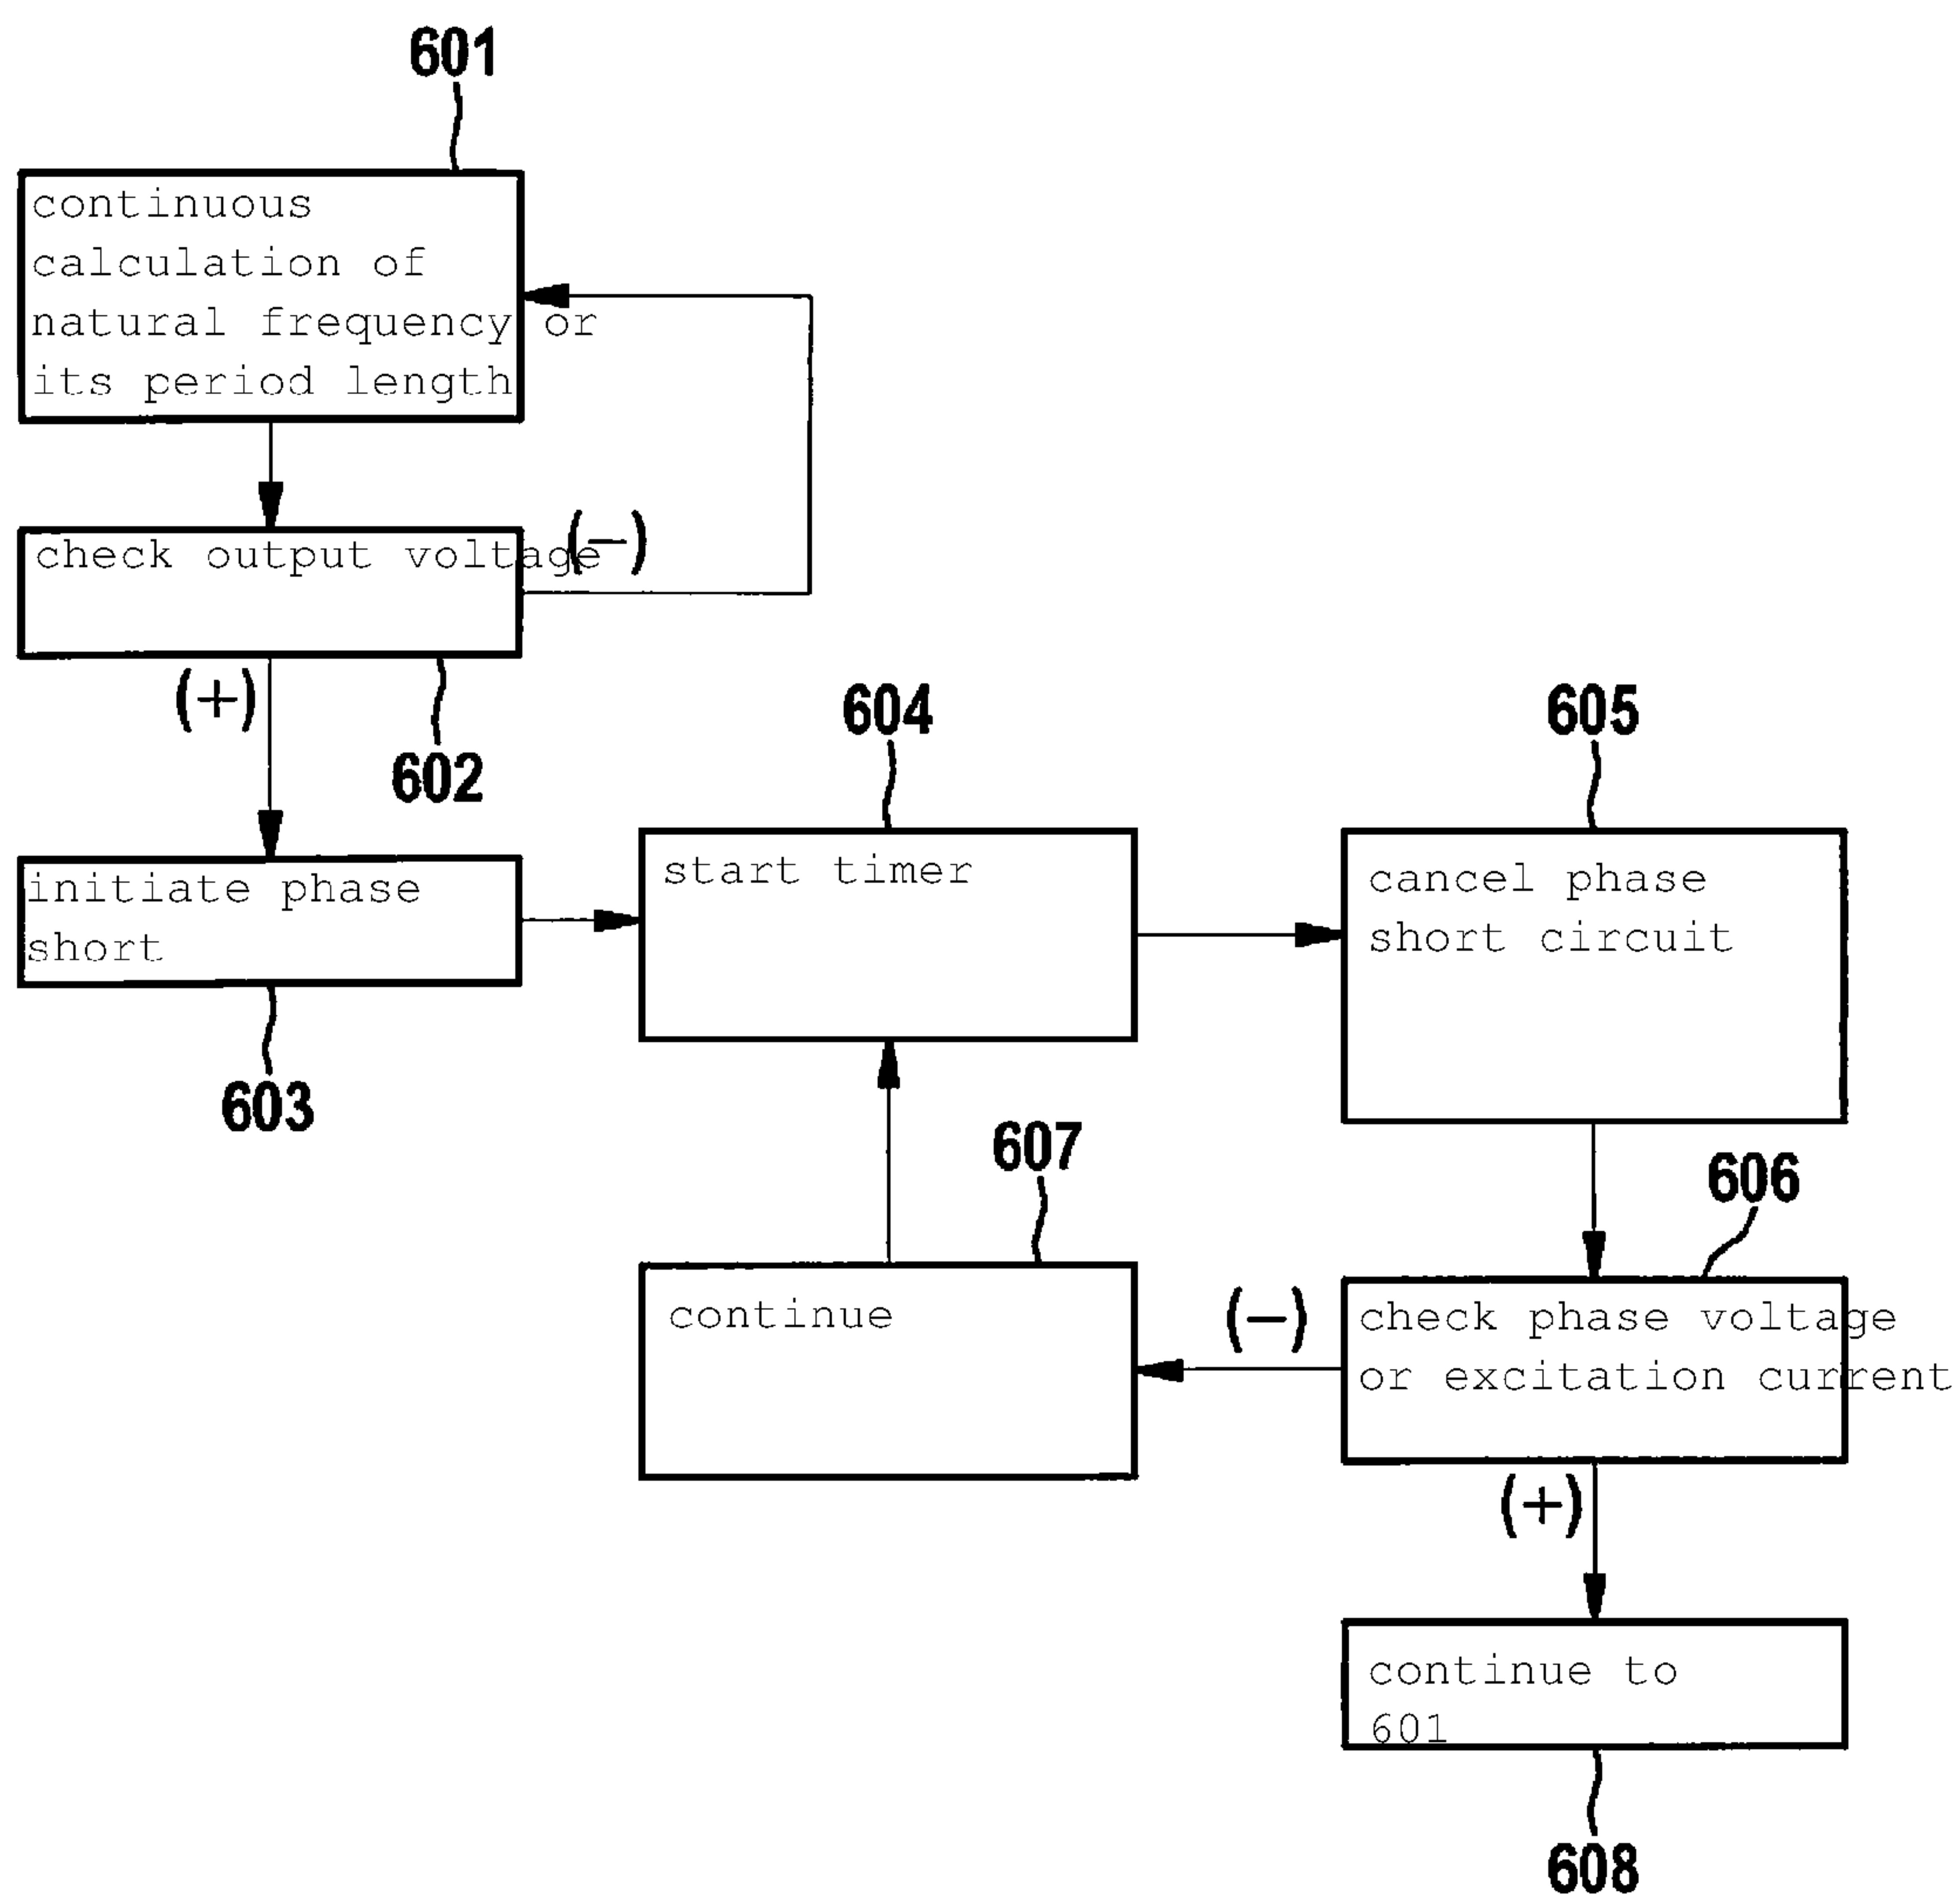 601
continuous
calculation of
natural frequency or
its period length
check output voltage
(−)
(+)
602
initiate phase
short
603
604
start timer
605
cancel phase
short circuit
607
continue
606
(−)
check phase voltage
or excitation current
(+)
continue to
601
608